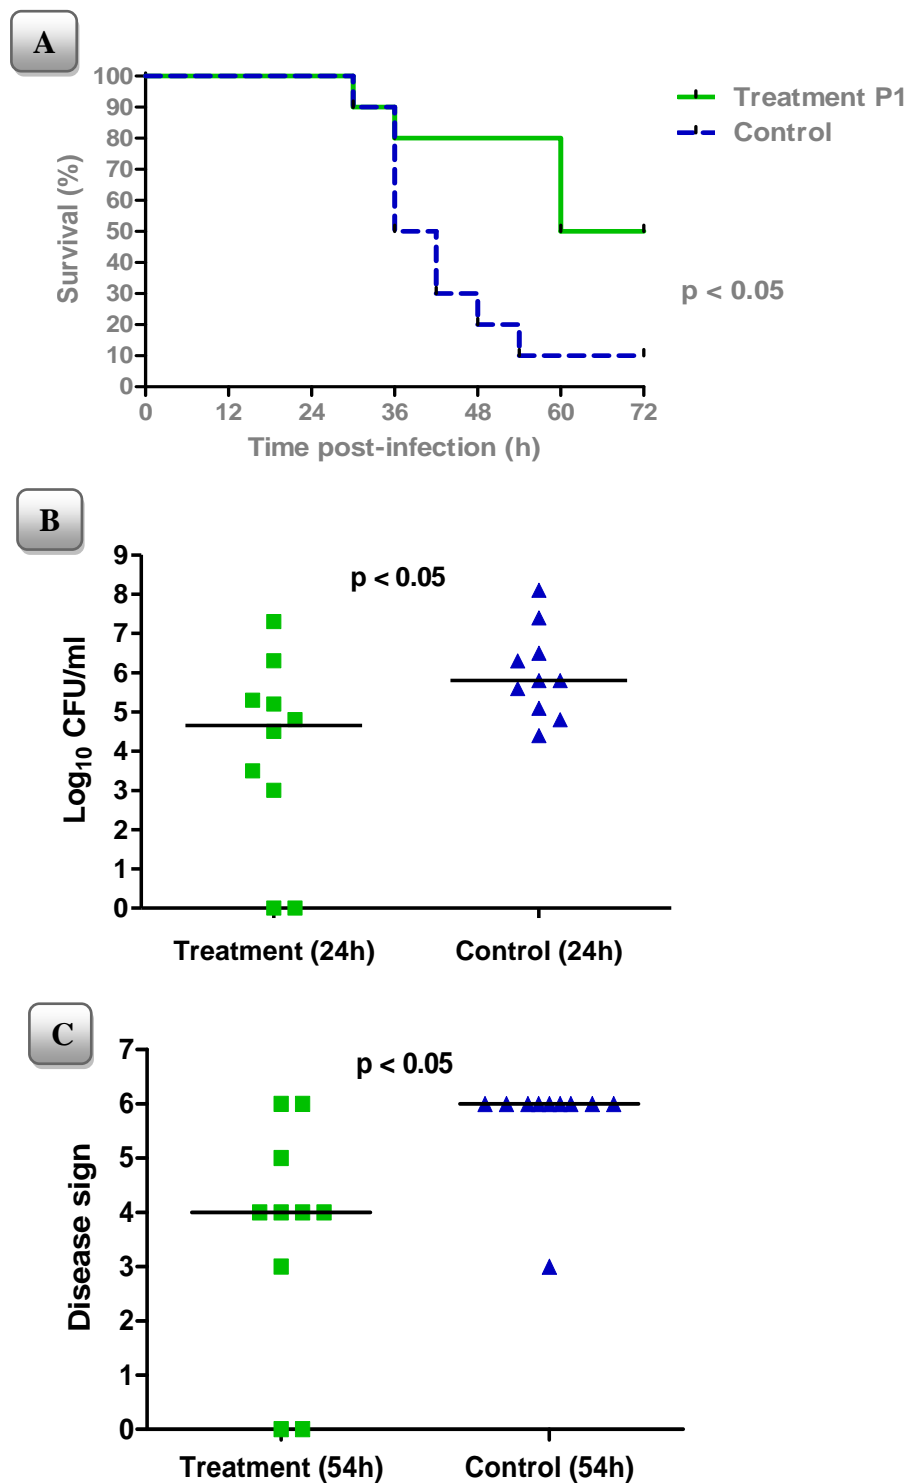 A
100
90
80
70
60
50
40
30
20
10
0
Survival (%)
0 12 24 36 48 60 72
Time post-infection (h)
Treatment P1
Control
p < 0.05
B
9
8
7
6
5
4
3
2
1
0
Log₁₀ CFU/ml
p < 0.05
Treatment (24h) Control (24h)
C
7
6
5
4
3
2
1
0
Disease sign
p < 0.05
Treatment (54h) Control (54h)